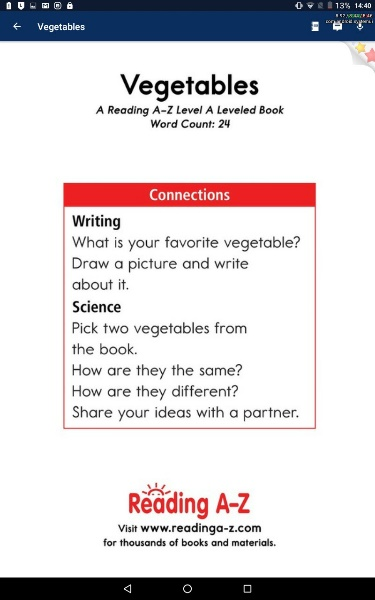 13% 14:40
Vegetables
Vegetables
A Reading A–Z Level A Leveled Book
Word Count: 24
Connections
Writing
What is your favorite vegetable?
Draw a picture and write
about it.
Science
Pick two vegetables from
the book.
How are they the same?
How are they different?
Share your ideas with a partner.
Reading A–Z
Visit www.readinga-z.com
for thousands of books and materials.